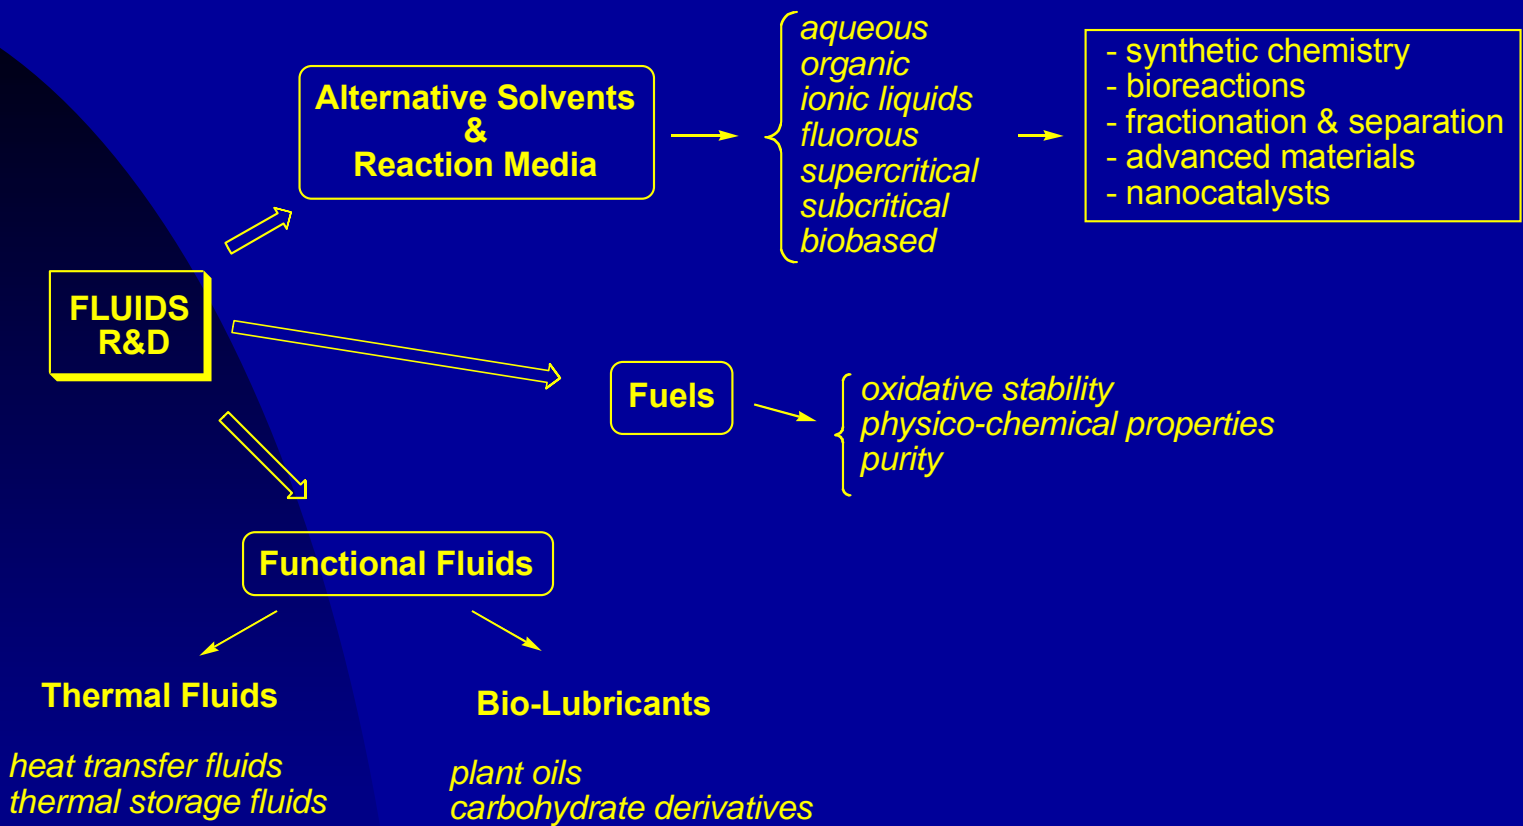 FLUIDS
R&D
Alternative Solvents
&
Reaction Media
aqueous
organic
ionic liquids
fluorous
supercritical
subcritical
biobased
- synthetic chemistry
- bioreactions
- fractionation & separation
- advanced materials
- nanocatalysts
Fuels
oxidative stability
physico-chemical properties
purity
Functional Fluids
Thermal Fluids
heat transfer fluids
thermal storage fluids
Bio-Lubricants
plant oils
carbohydrate derivatives